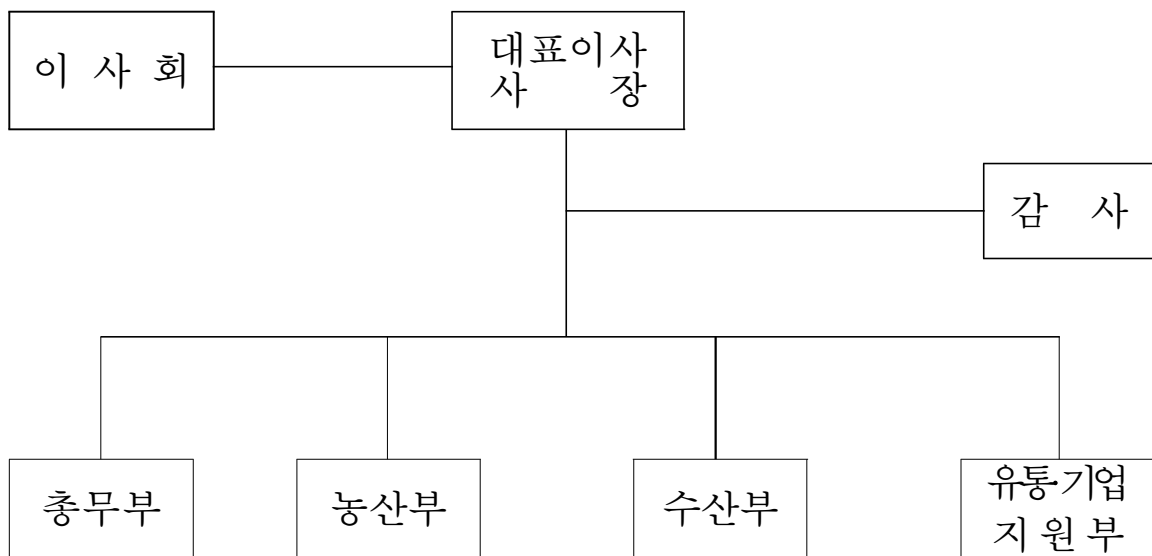 이 사 회
대표이사
사 장
감 사
총무부
농산부
수산부
유통기업
지 원 부